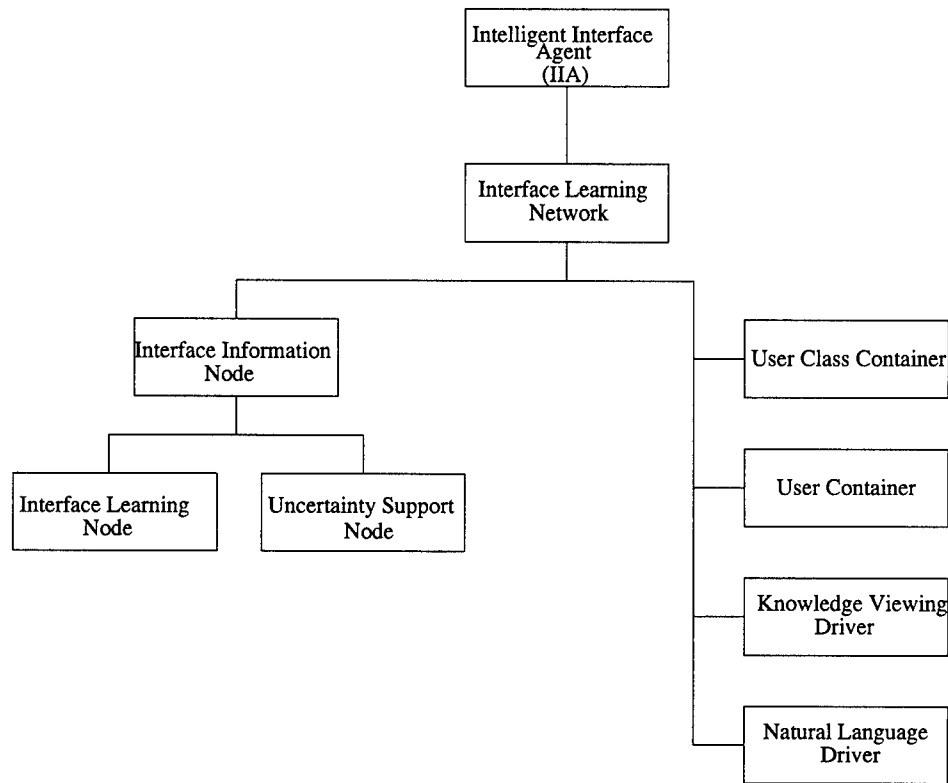 Intelligent Interface
Agent
(IIA)
Interface Learning
Network
Interface Information
Node
Interface Learning
Node
Uncertainty Support
Node
User Class Container
User Container
Knowledge Viewing
Driver
Natural Language
Driver